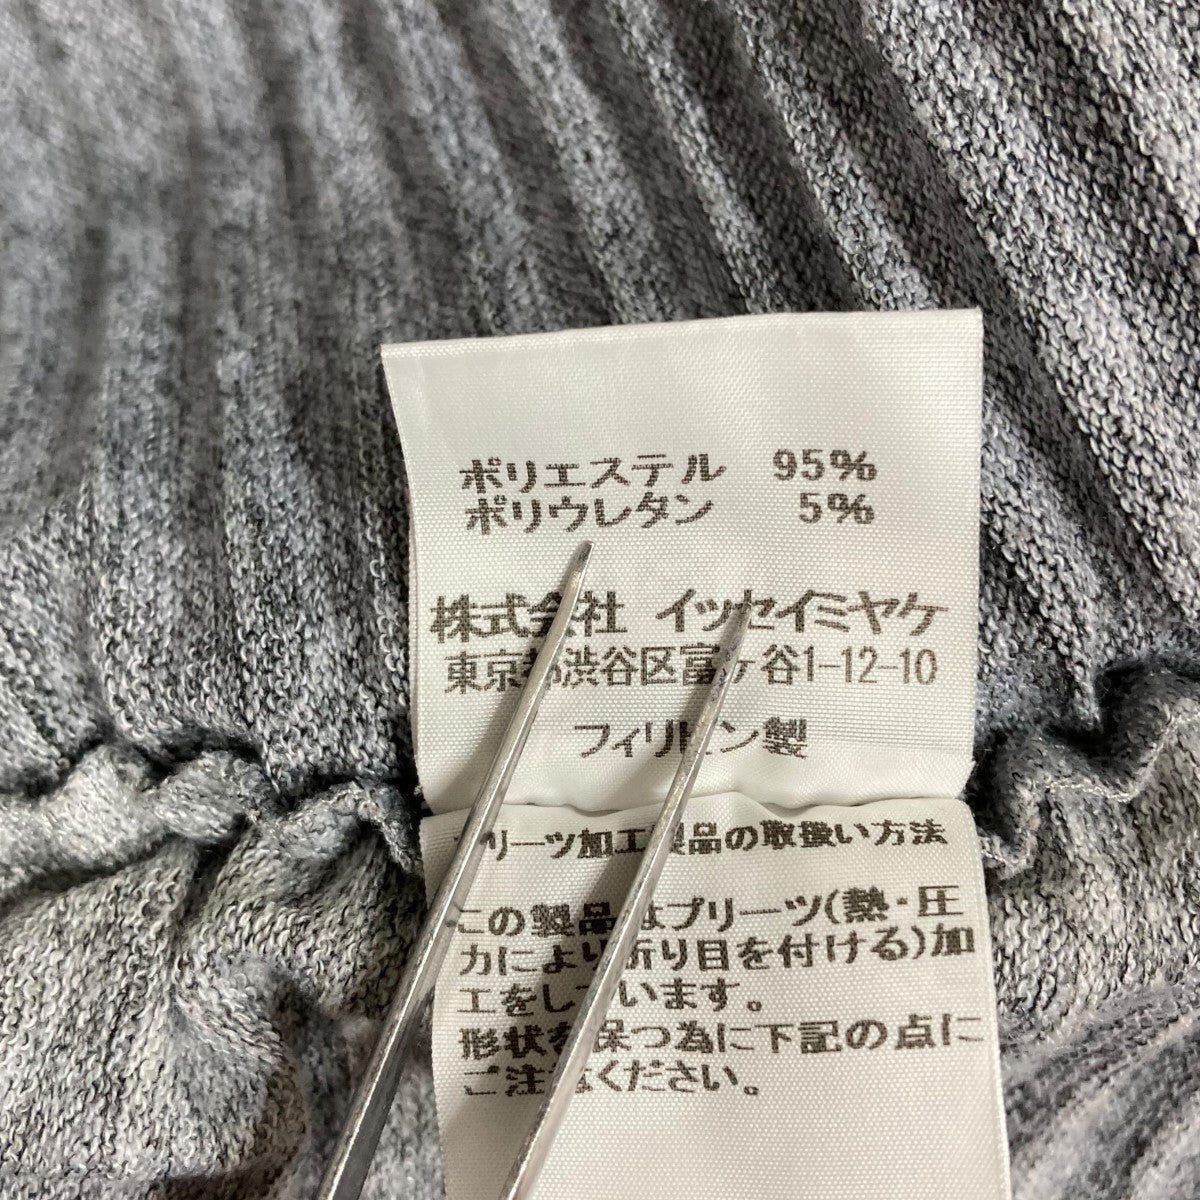 ポリエステル 95%
ポリウレタン 5%
株式会社 イッセイミヤケ
東京都渋谷区富ヶ谷1-12-10
フィリピン製
プリーツ加工製品の取扱い方法
この製品はプリーツ(熱・圧
力により折り目を付ける)加
工をしています。
形状を保つ為に下記の点に
ご注意ください。